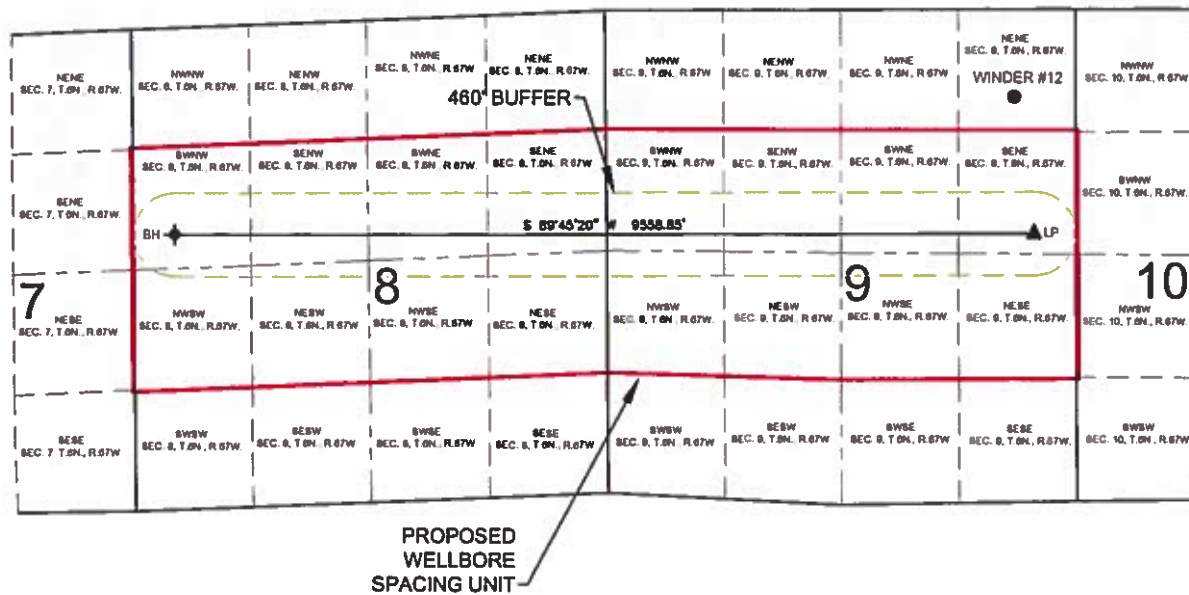 NENE
SEC. 7, T.6N., R.67W.
NWNW
SEC. 8, T.6N., R.67W.
NENW
SEC. 8, T.6N., R.67W.
NWNE
SEC. 8, T.6N., R.67W.
NENE
SEC. 8, T.6N., R.67W.
NWNW
SEC. 9, T.6N., R.67W.
NENW
SEC. 9, T.6N., R.67W.
NWNE
SEC. 9, T.6N., R.67W.
NENE
SEC. 9, T.6N., R.67W.
WINDER #12
NWNW
SEC. 10, T.6N., R.67W.
460' BUFFER
SENE
SEC. 7, T.6N., R.67W.
SWNW
SEC. 8, T.6N., R.67W.
SENW
SEC. 8, T.6N., R.67W.
SWNE
SEC. 8, T.6N., R.67W.
SENE
SEC. 8, T.6N., R.67W.
SWNW
SEC. 9, T.6N., R.67W.
SENW
SEC. 9, T.6N., R.67W.
SWNE
SEC. 9, T.6N., R.67W.
SENE
SEC. 9, T.6N., R.67W.
SWNW
SEC. 10, T.6N., R.67W.
BH
S 89°45'20" W 9558.85'
LP
7
8
9
10
NESE
SEC. 7, T.6N., R.67W.
NWSW
SEC. 8, T.6N., R.67W.
NESW
SEC. 8, T.6N., R.67W.
NWSE
SEC. 8, T.6N., R.67W.
NESE
SEC. 8, T.6N., R.67W.
NWSW
SEC. 9, T.6N., R.67W.
NESW
SEC. 9, T.6N., R.67W.
NWSE
SEC. 9, T.6N., R.67W.
NESE
SEC. 9, T.6N., R.67W.
NWSW
SEC. 10, T.6N., R.67W.
SESE
SEC. 7 T.6N., R.67W.
SWSW
SEC. 8, T.6N., R.67W.
SESW
SEC. 8, T.6N., R.67W.
SWSE
SEC. 8, T.6N., R.67W.
SESE
SEC. 8, T.6N., R.67W.
SWSW
SEC. 9, T.6N., R.67W.
SESW
SEC. 9, T.6N., R.67W.
SWSE
SEC. 9, T.6N., R.67W.
SESE
SEC. 9, T.6N., R.67W.
SWSW
SEC. 10, T.6N., R.67W.
PROPOSED
WELLBORE
SPACING UNIT